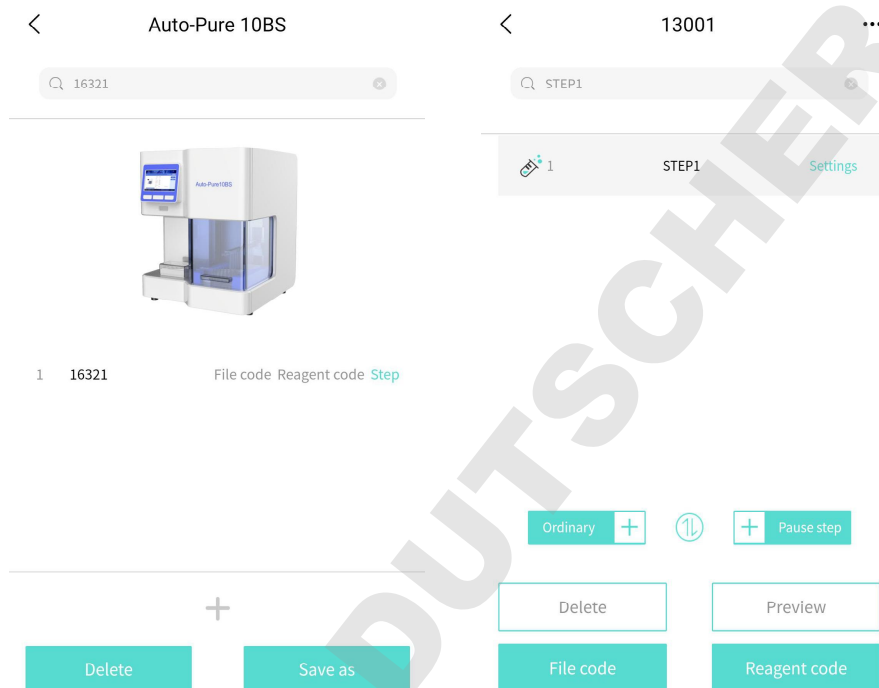 Auto-Pure 10BS
16321
Auto-Pure10BS
1 16321 File code Reagent code Step
Delete Save as
13001
STEP1
1 STEP1 Settings
Ordinary Pause step
Delete Preview
File code Reagent code
DUTSCHER